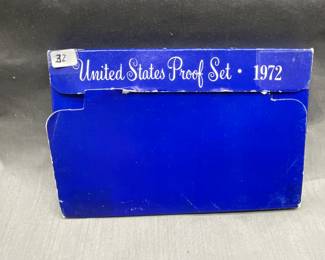 32
United States Proof Set • 1972